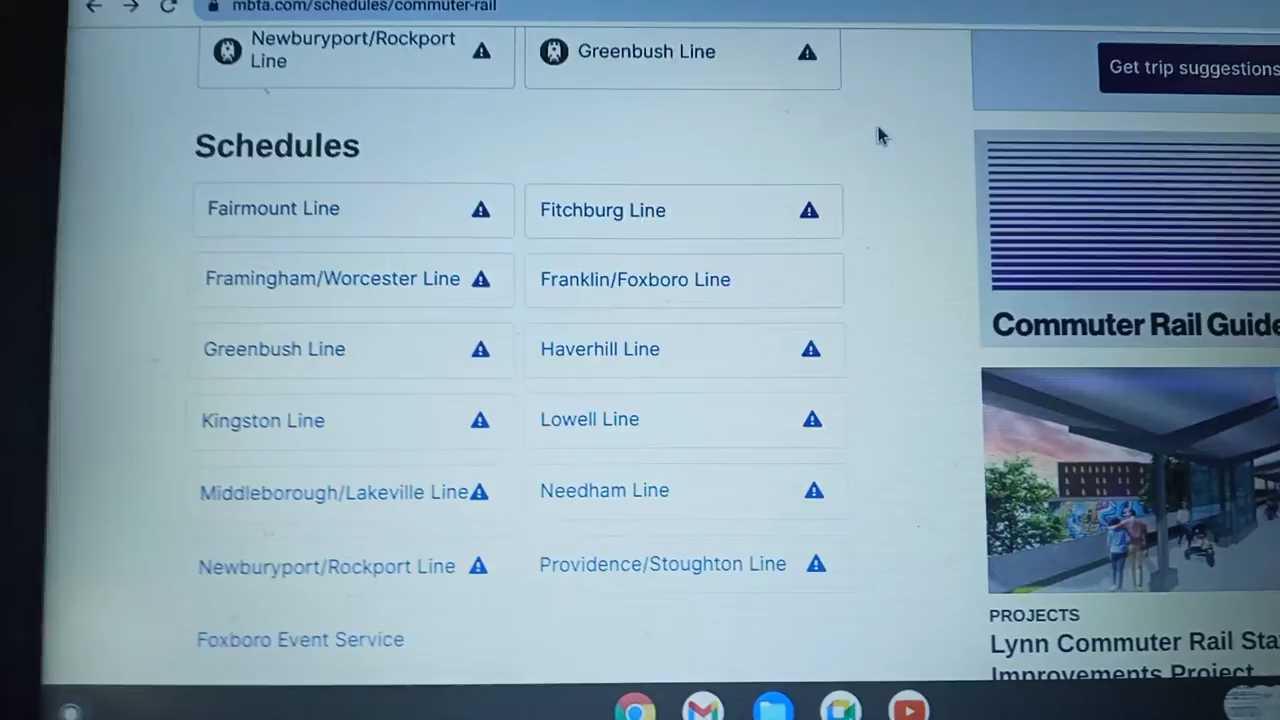 mbta.com/schedules/commuter-rail
Newburyport/Rockport
Line
Greenbush Line
Get trip suggestions
Schedules
Fairmount Line
Fitchburg Line
Framingham/Worcester Line
Franklin/Foxboro Line
Greenbush Line
Haverhill Line
Kingston Line
Lowell Line
Middleborough/Lakeville Line
Needham Line
Newburyport/Rockport Line
Providence/Stoughton Line
Foxboro Event Service
Commuter Rail Guide
PROJECTS
Lynn Commuter Rail Sta
Improvements Project